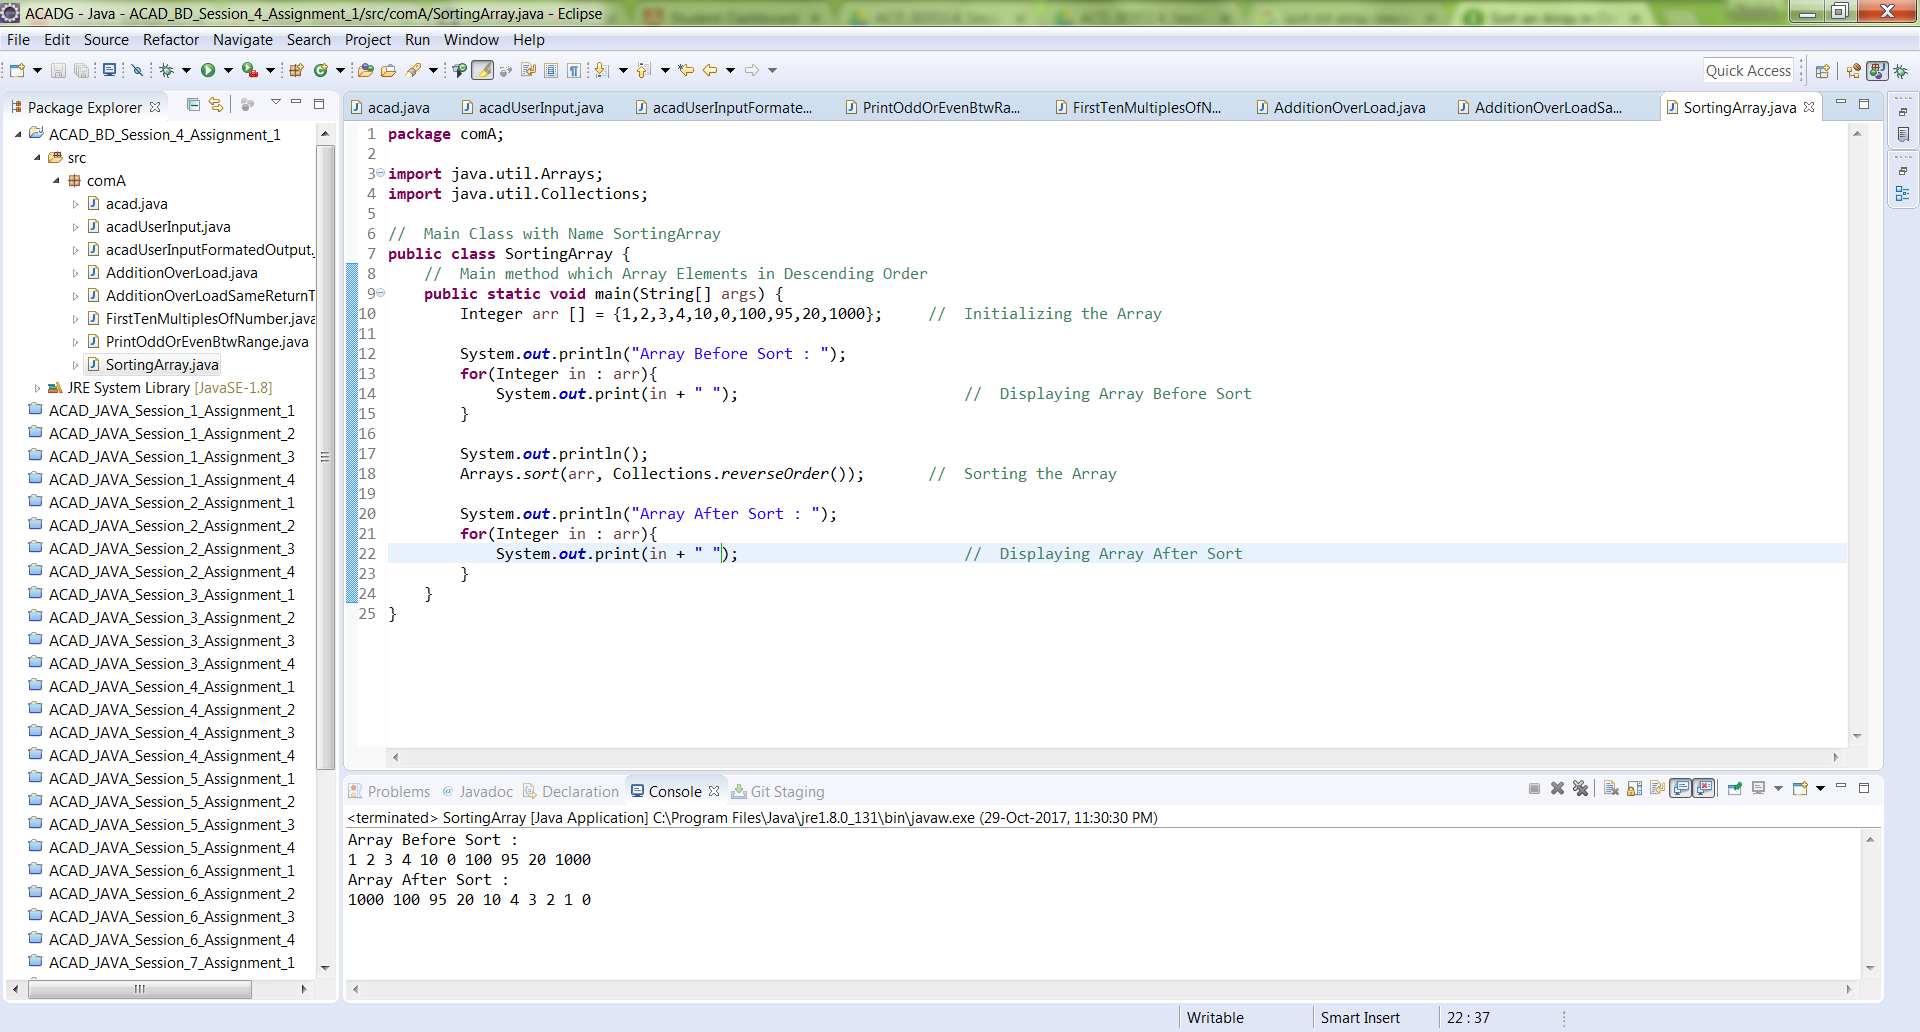 ACADG - Java - ACAD_BD_Session_4_Assignment_1/src/comA/SortingArray.java - Eclipse
File Edit Source Refactor Navigate Search Project Run Window Help
Quick Access
Package Explorer
ACAD_BD_Session_4_Assignment_1
src
comA
acad.java
acadUserInput.java
acadUserInputFormatedOutput.
AdditionOverLoad.java
AdditionOverLoadSameReturnT
FirstTenMultiplesOfNumber.java
PrintOddOrEvenBtwRange.java
SortingArray.java
JRE System Library [JavaSE-1.8]
ACAD_JAVA_Session_1_Assignment_1
ACAD_JAVA_Session_1_Assignment_2
ACAD_JAVA_Session_1_Assignment_3
ACAD_JAVA_Session_1_Assignment_4
ACAD_JAVA_Session_2_Assignment_1
ACAD_JAVA_Session_2_Assignment_2
ACAD_JAVA_Session_2_Assignment_3
ACAD_JAVA_Session_2_Assignment_4
ACAD_JAVA_Session_3_Assignment_1
ACAD_JAVA_Session_3_Assignment_2
ACAD_JAVA_Session_3_Assignment_3
ACAD_JAVA_Session_3_Assignment_4
ACAD_JAVA_Session_4_Assignment_1
ACAD_JAVA_Session_4_Assignment_2
ACAD_JAVA_Session_4_Assignment_3
ACAD_JAVA_Session_4_Assignment_4
ACAD_JAVA_Session_5_Assignment_1
ACAD_JAVA_Session_5_Assignment_2
ACAD_JAVA_Session_5_Assignment_3
ACAD_JAVA_Session_5_Assignment_4
ACAD_JAVA_Session_6_Assignment_1
ACAD_JAVA_Session_6_Assignment_2
ACAD_JAVA_Session_6_Assignment_3
ACAD_JAVA_Session_6_Assignment_4
ACAD_JAVA_Session_7_Assignment_1
acad.java acadUserInput.java acadUserInputFormate... PrintOddOrEvenBtwRa... FirstTenMultiplesOfN... AdditionOverLoad.java AdditionOverLoadSa... SortingArray.java
1 package comA;
2
3 import java.util.Arrays;
4 import java.util.Collections;
5
6 // Main Class with Name SortingArray
7 public class SortingArray {
8 // Main method which Array Elements in Descending Order
9 public static void main(String[] args) {
10 Integer arr [] = {1,2,3,4,10,0,100,95,20,1000}; // Initializing the Array
11
12 System.out.println("Array Before Sort : ");
13 for(Integer in : arr){
14 System.out.print(in + " "); // Displaying Array Before Sort
15 }
16
17 System.out.println();
18 Arrays.sort(arr, Collections.reverseOrder()); // Sorting the Array
19
20 System.out.println("Array After Sort : ");
21 for(Integer in : arr){
22 System.out.print(in + " "); // Displaying Array After Sort
23 }
24 }
25 }
Problems Javadoc Declaration Console Git Staging
<terminated> SortingArray [Java Application] C:\Program Files\Java\jre1.8.0_131\bin\javaw.exe (29-Oct-2017, 11:30:30 PM)
Array Before Sort :
1 2 3 4 10 0 100 95 20 1000
Array After Sort :
1000 100 95 20 10 4 3 2 1 0
Writable Smart Insert 22 : 37